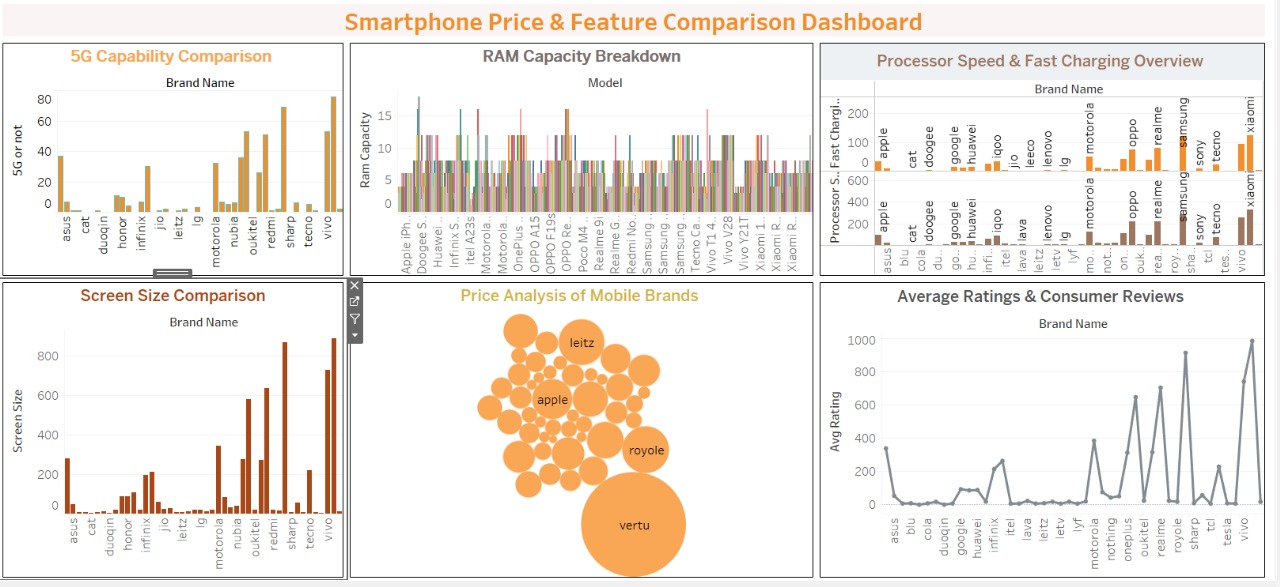 Smartphone Price & Feature Comparison Dashboard
5G Capability Comparison
Brand Name
5G or not
80
60
40
20
0
asus
cat
duoqin
honor
infinix
jio
leitz
lg
motorola
nubia
oukitel
redmi
sharp
tecno
vivo
RAM Capacity Breakdown
Model
Ram Capacity
15
10
5
0
Apple iPh..
Doogee S..
Huawei ..
Infinix S..
itel A23s
Motorola..
Motorola..
OnePlus ..
OPPO A15
OPPO F19s
OPPO Re..
Poco M4 ..
Realme 9i
Realme G..
Redmi No..
Samsung ..
Samsung ..
Samsung ..
Tecno Ca..
Vivo T1 4..
Vivo V28
Vivo Y21T
Xiaomi 1..
Xiaomi R..
Xiaomi R..
Processor Speed & Fast Charging Overview
Brand Name
Fast Chargi..
200
100
0
apple
cat
doogee
google
huawei
iqoo
jio
leeco
lenovo
lg
motorola
oppo
realme
samsung
sony
tecno
xiaomi
Processor S..
600
400
200
apple
cat
doogee
google
huawei
iqoo
lava
lenovo
lg
motorola
oppo
realme
samsung
sony
tecno
xiaomi
asus
blu
cola
du..
go..
hu..
infi..
itel
lava
leitz
letv
lyf
mo..
not..
on..
ouk..
rea..
roy..
sha..
tcl
tes..
vivo
Screen Size Comparison
Brand Name
Screen Size
800
600
400
200
0
asus
cat
duoqin
honor
infinix
jio
leitz
lg
motorola
nubia
oukitel
redmi
sharp
tecno
vivo
Price Analysis of Mobile Brands
leitz
apple
royole
vertu
Average Ratings & Consumer Reviews
Brand Name
Avg Rating
1000
800
600
400
200
0
asus
blu
cola
duoqin
google
huawei
infinix
itel
lava
leitz
letv
lyf
motorola
nothing
oneplus
oukitel
realme
royole
sharp
tcl
tesla
vivo